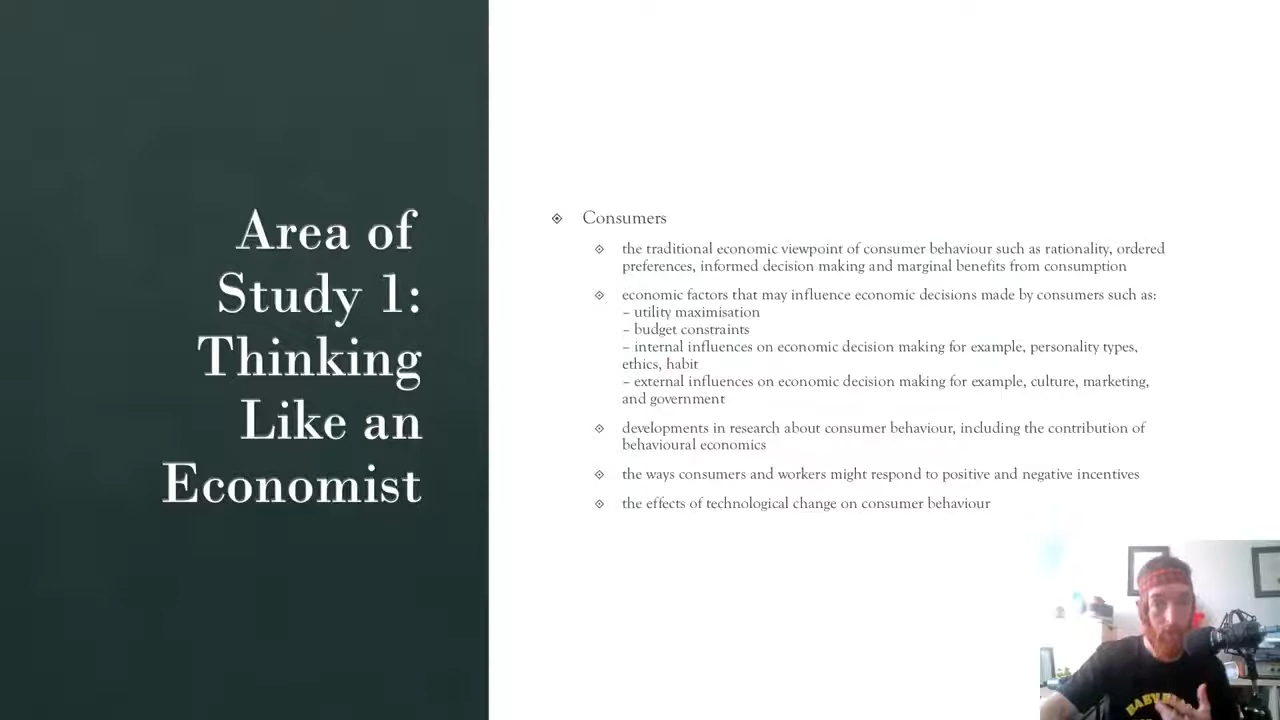 Area of
Study 1:
Thinking
Like an
Economist
Consumers
the traditional economic viewpoint of consumer behaviour such as rationality, ordered
preferences, informed decision making and marginal benefits from consumption
economic factors that may influence economic decisions made by consumers such as:
– utility maximisation
– budget constraints
– internal influences on economic decision making for example, personality types,
ethics, habit
– external influences on economic decision making for example, culture, marketing,
and government
developments in research about consumer behaviour, including the contribution of
behavioural economics
the ways consumers and workers might respond to positive and negative incentives
the effects of technological change on consumer behaviour